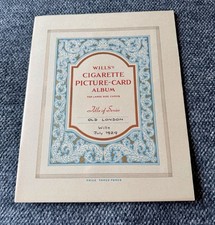 WILLS'
CIGARETTE
PICTURE-CARD
ALBUM
Title of Series
OLD LONDON
WITH